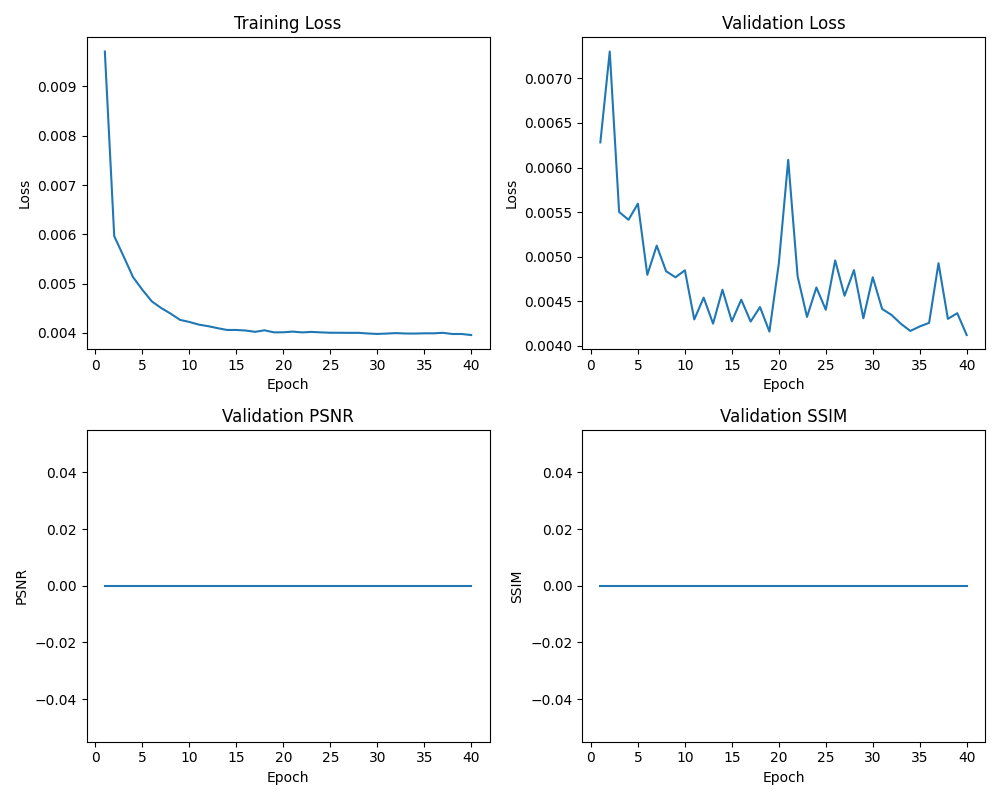 Training Loss
Loss
0.009
0.008
0.007
0.006
0.005
0.004
0 5 10 15 20 25 30 35 40
Epoch
Validation Loss
Loss
0.0070
0.0065
0.0060
0.0055
0.0050
0.0045
0.0040
0 5 10 15 20 25 30 35 40
Epoch
Validation PSNR
PSNR
0.04
0.02
0.00
−0.02
−0.04
0 5 10 15 20 25 30 35 40
Epoch
Validation SSIM
SSIM
0.04
0.02
0.00
−0.02
−0.04
0 5 10 15 20 25 30 35 40
Epoch